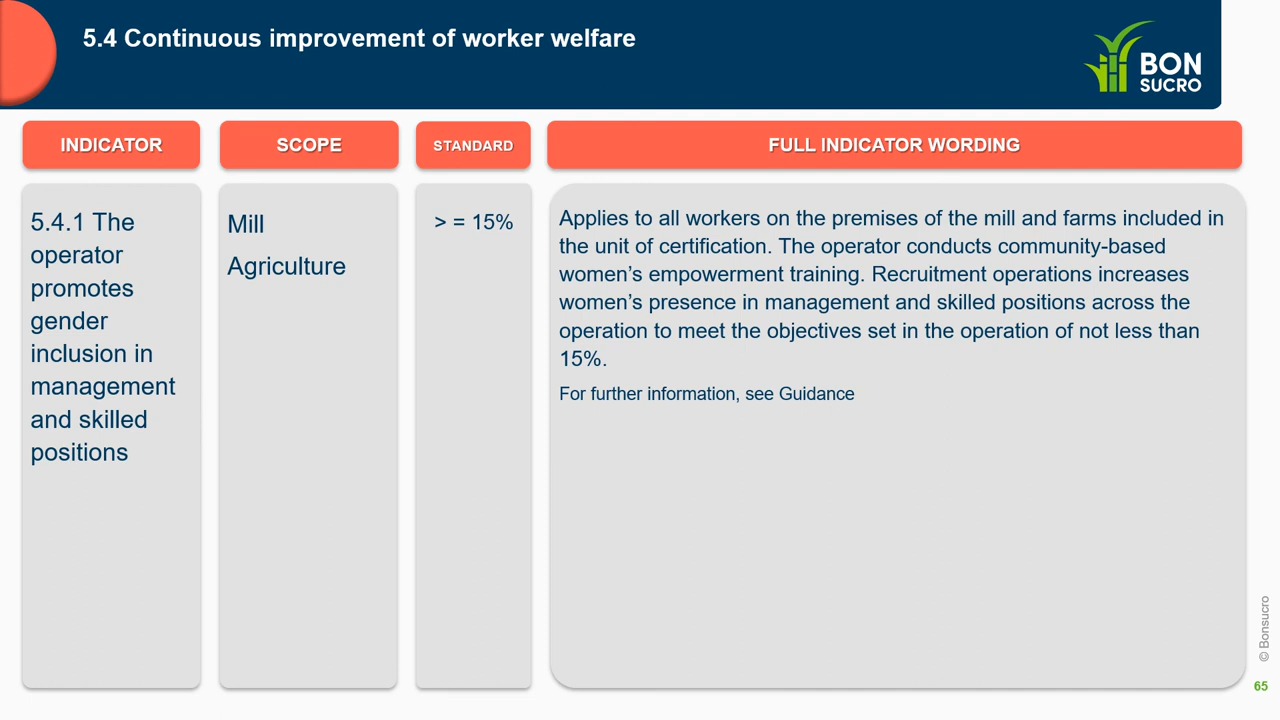 5.4 Continuous improvement of worker welfare
BON
SUCRO
INDICATOR
SCOPE
STANDARD
FULL INDICATOR WORDING
5.4.1 The
operator
promotes
gender
inclusion in
management
and skilled
positions
Mill
Agriculture
> = 15%
Applies to all workers on the premises of the mill and farms included in
the unit of certification. The operator conducts community-based
women’s empowerment training. Recruitment operations increases
women’s presence in management and skilled positions across the
operation to meet the objectives set in the operation of not less than
15%.
For further information, see Guidance
© Bonsucro
65